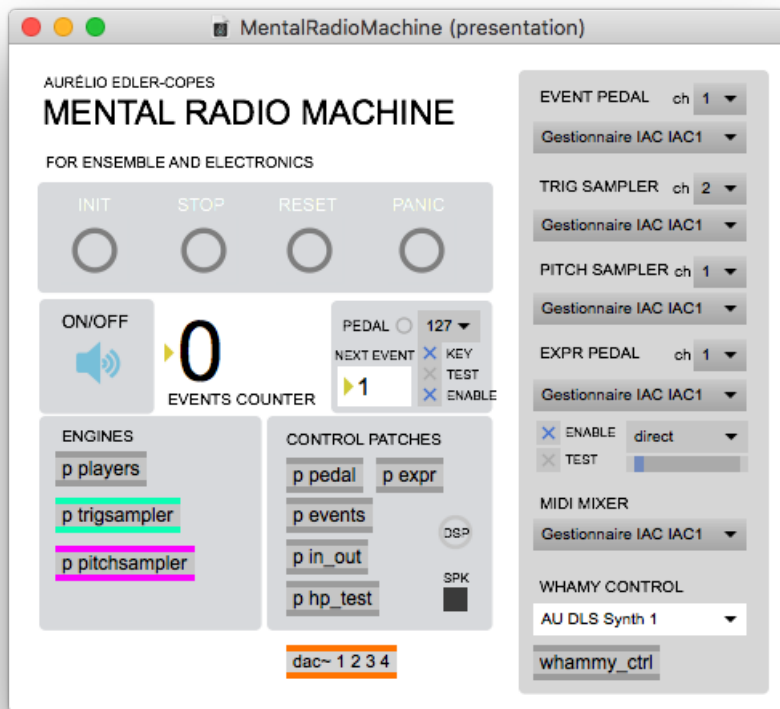 MentalRadioMachine (presentation)
AURÉLIO EDLER-COPES
MENTAL RADIO MACHINE
FOR ENSEMBLE AND ELECTRONICS
INIT STOP RESET PANIC
ON/OFF
0
EVENTS COUNTER
PEDAL 127
NEXT EVENT KEY
TEST
1 ENABLE
ENGINES
p players
p trigsampler
p pitchsampler
CONTROL PATCHES
p pedal p expr
p events
DSP
p in_out
SPK
p hp_test
dac~ 1 2 3 4
EVENT PEDAL ch 1
Gestionnaire IAC IAC1
TRIG SAMPLER ch 2
Gestionnaire IAC IAC1
PITCH SAMPLER ch 1
Gestionnaire IAC IAC1
EXPR PEDAL ch 1
Gestionnaire IAC IAC1
ENABLE direct
TEST
MIDI MIXER
Gestionnaire IAC IAC1
WHAMY CONTROL
AU DLS Synth 1
whammy_ctrl